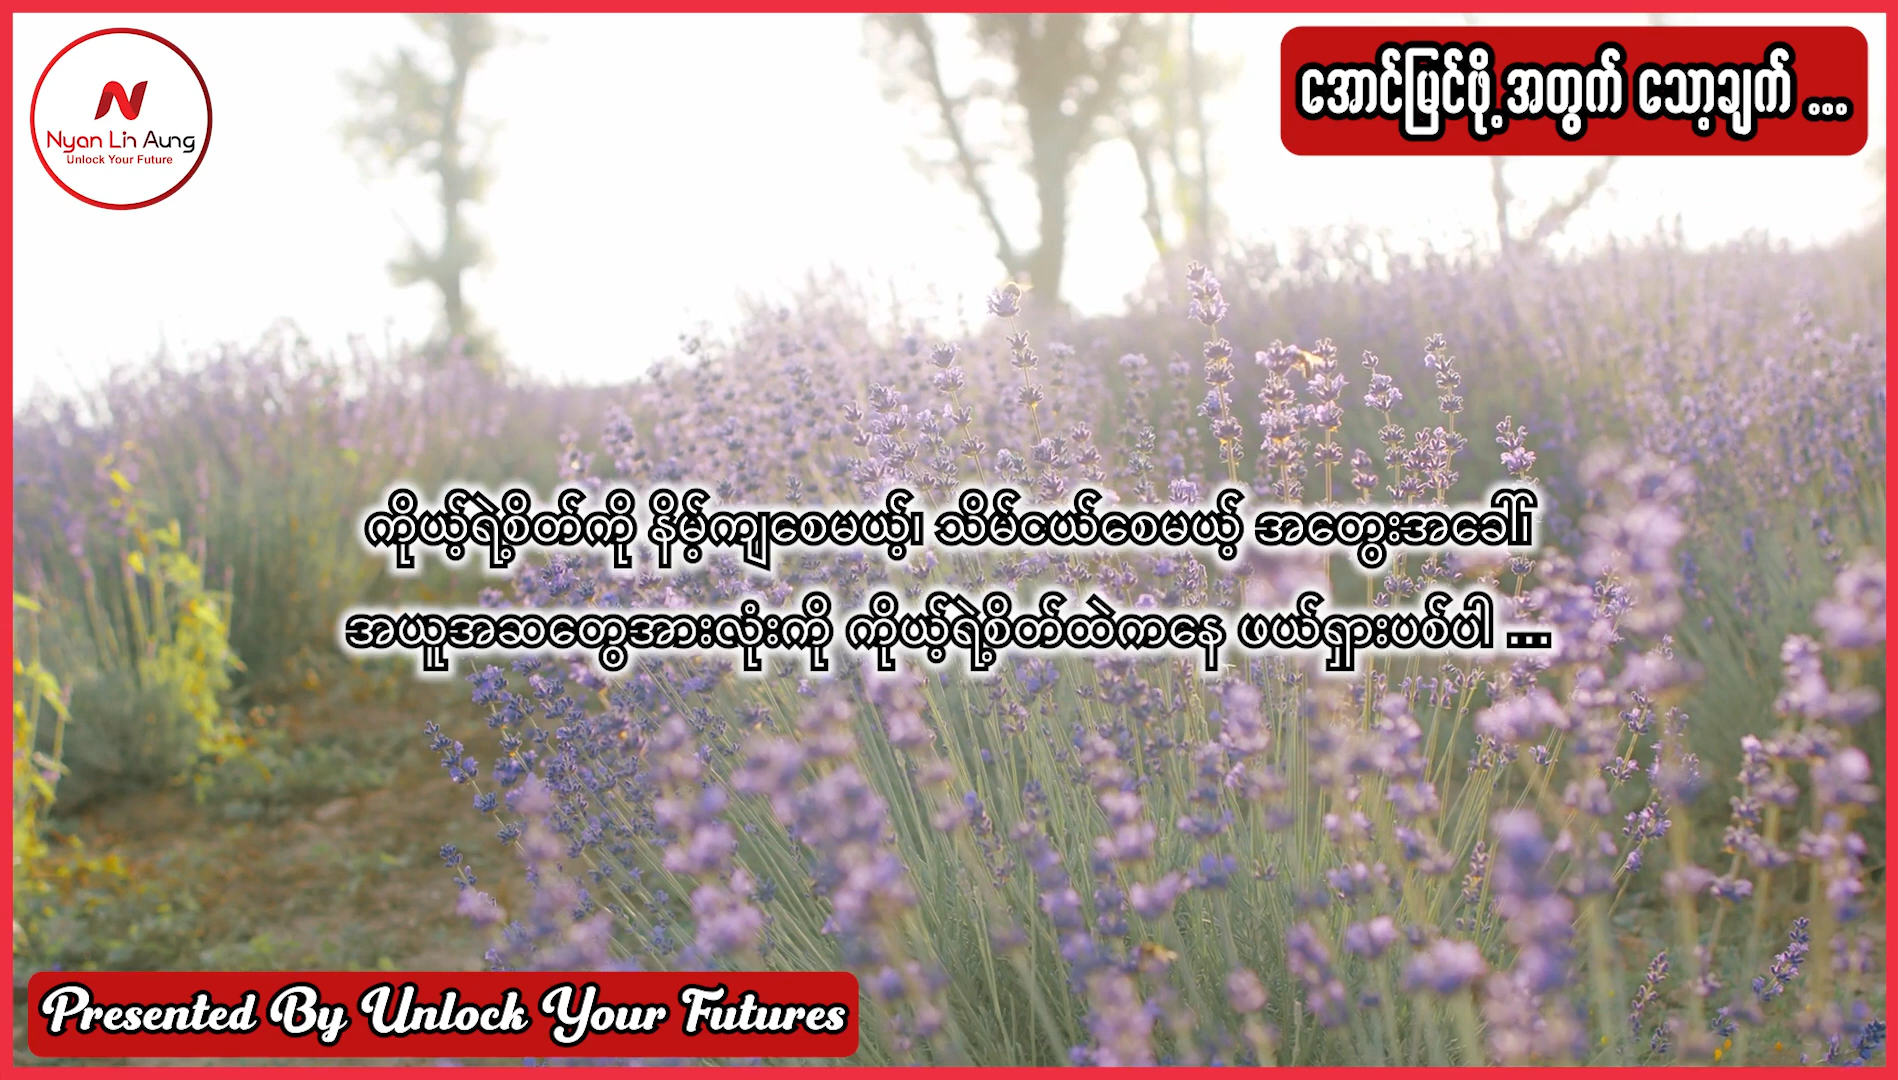 Nyan Lin Aung
Unlock Your Future
အောင်မြင်ဖို့ အတွက် သော့ချက် ...
ကိုယ့်ရဲ့စိတ်ကို နိမ့်ကျစေမယ့်၊ သိမ်ငယ်စေမယ့် အတွေးအခေါ်၊
အယူအဆတွေအားလုံးကို ကိုယ့်ရဲ့စိတ်ထဲကနေ ဖယ်ရှားပစ်ပါ ...
Presented By Unlock Your Futures